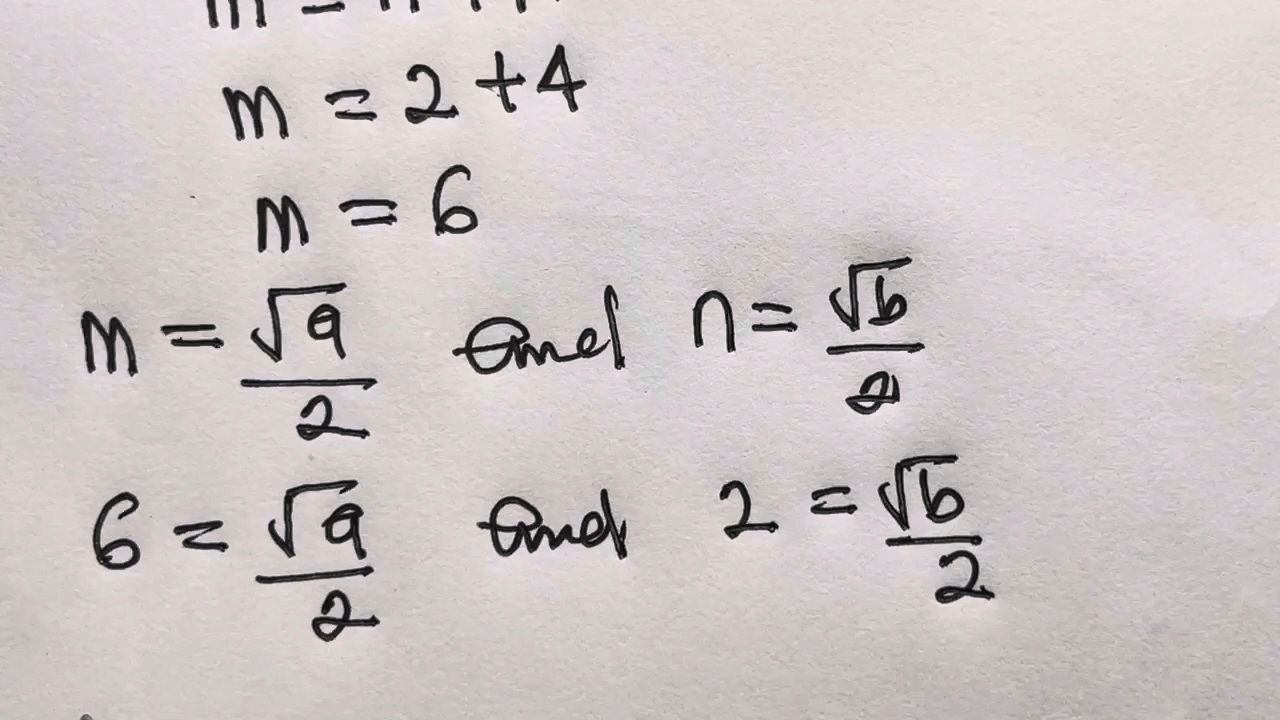 m = 2 + 4
m = 6
m = √a/2 and n = √b/2
6 = √a/2 and 2 = √b/2